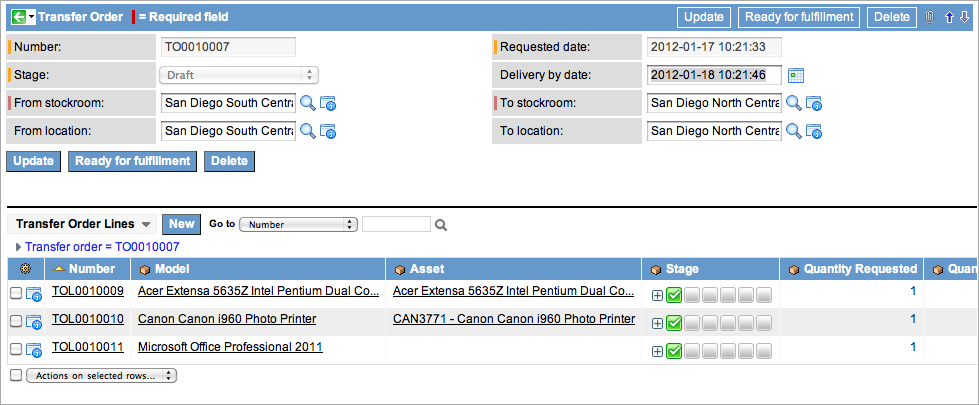 Transfer Order = Required field Update Ready for fulfillment Delete
Number: TO0010007 Requested date: 2012-01-17 10:21:33
Stage: Draft Delivery by date: 2012-01-18 10:21:46
From stockroom: San Diego South Centra To stockroom: San Diego North Centra
From location: San Diego South Centra To location: San Diego North Centra
Update Ready for fulfillment Delete
Transfer Order Lines New Go to Number
Transfer order = TO0010007
Number Model Asset Stage Quantity Requested Quan
TOL0010009 Acer Extensa 5635Z Intel Pentium Dual Co... Acer Extensa 5635Z Intel Pentium Dual Co... 1
TOL0010010 Canon Canon i960 Photo Printer CAN3771 - Canon Canon i960 Photo Printer 1
TOL0010011 Microsoft Office Professional 2011 1
Actions on selected rows...